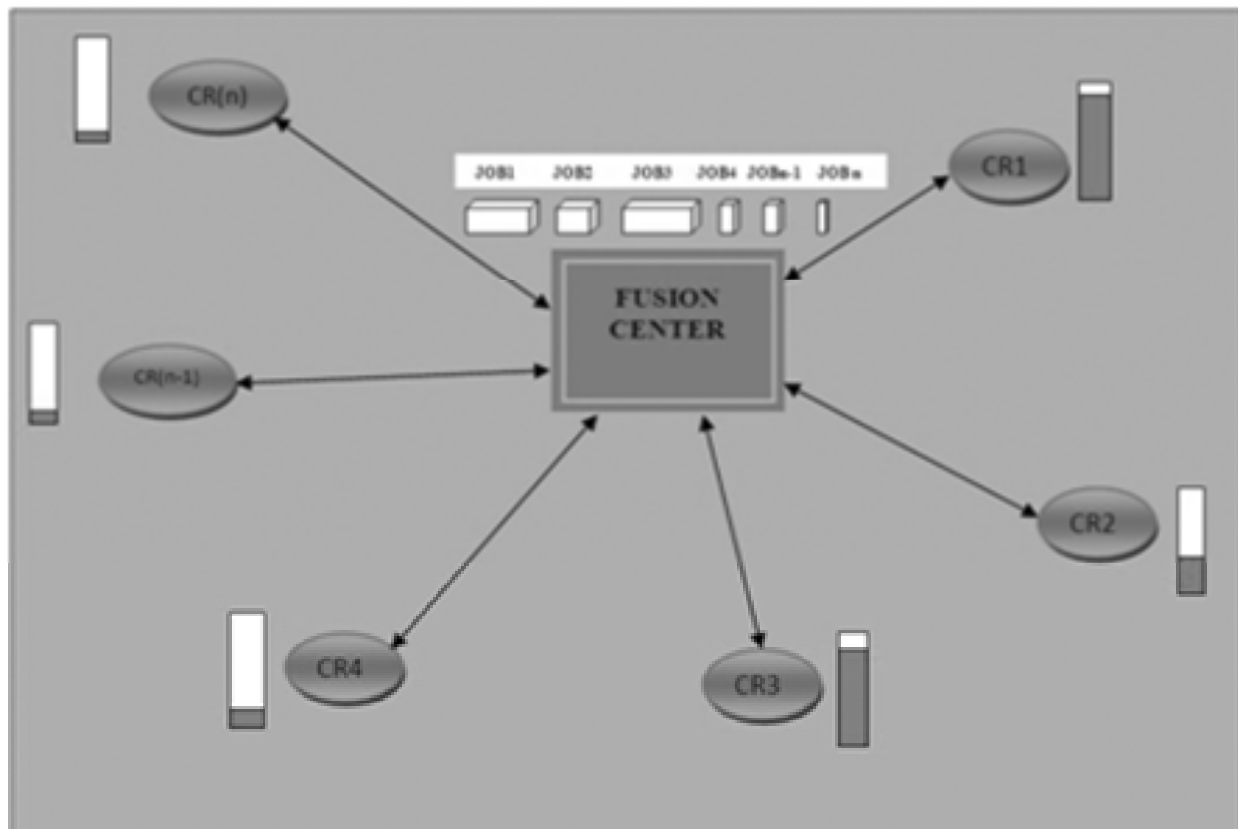 CR(n)
JOB1 JOB2 JOB3 JOB4 JOBn-1 JOBn
CR1
FUSION
CENTER
CR(n-1)
CR2
CR4
CR3